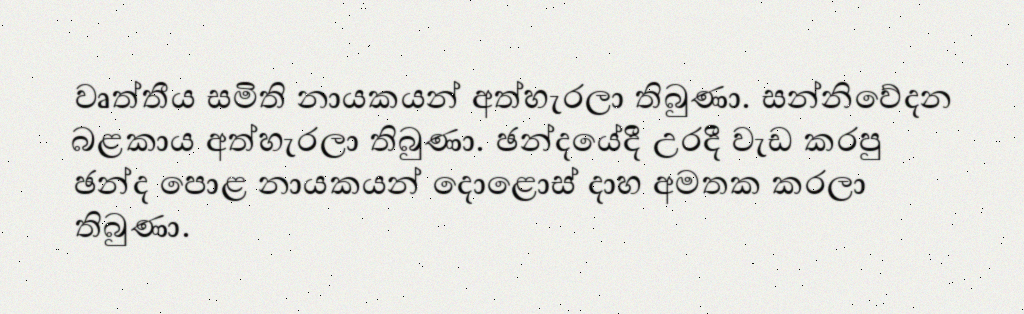 වෘත්තීය සමිති නායකයන් අත්හැරලා තිබුණා. සන්නිවේදන
බළකාය අත්හැරලා තිබුණා. ඡන්දයේදී උරදී වැඩ කරපු
ඡන්ද පොළ නායකයන් දොළොස් දාහ අමතක කරලා
තිබුණා.